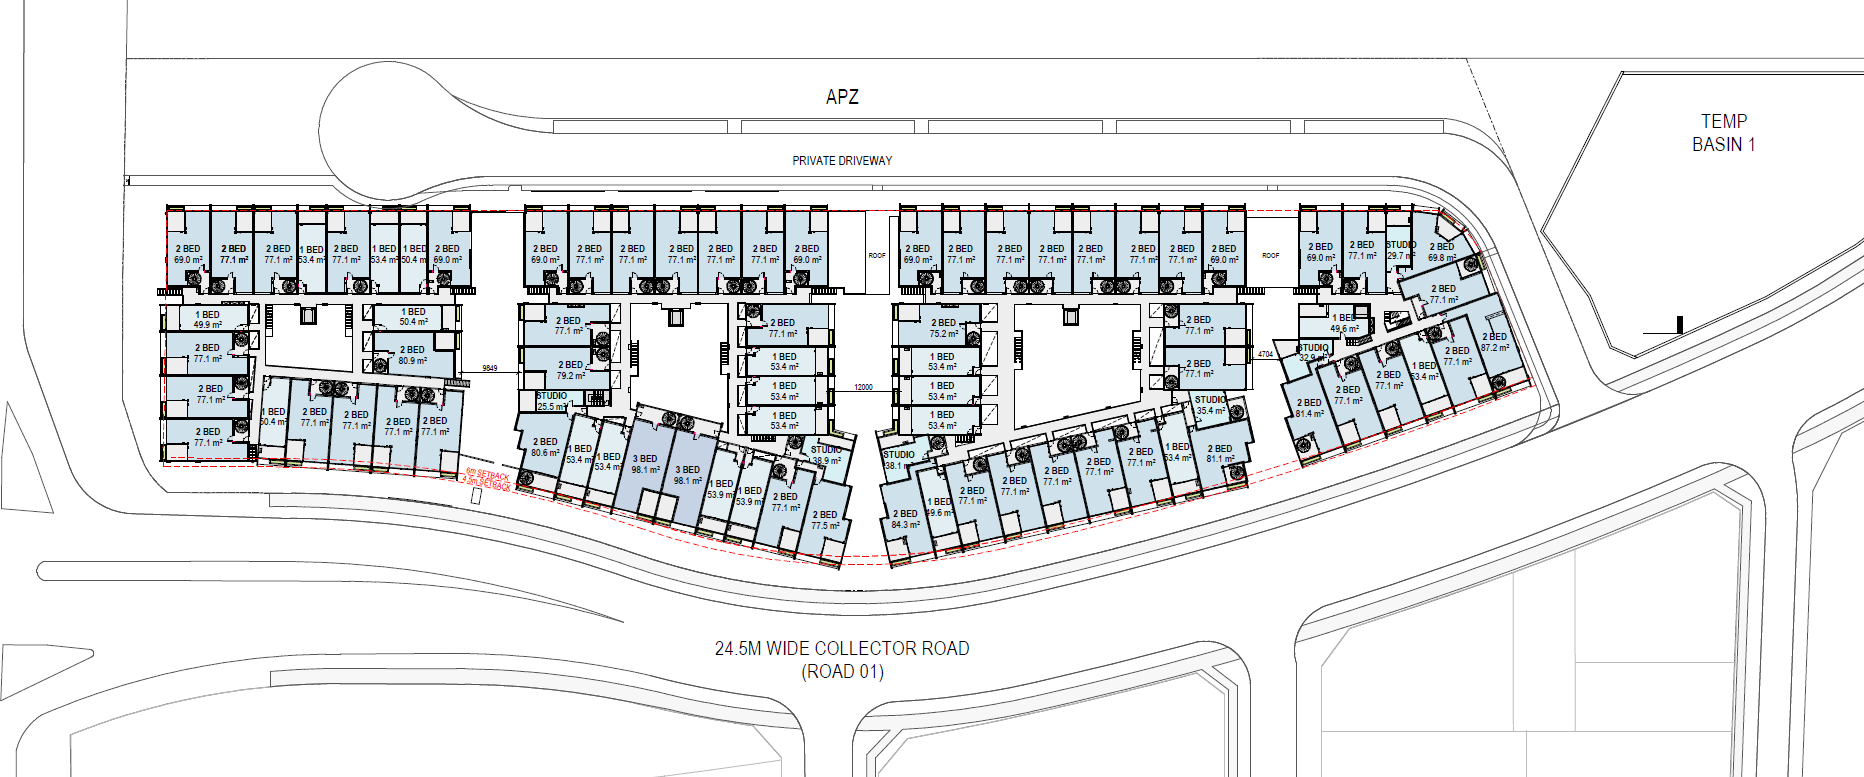 APZ
TEMP
BASIN 1
PRIVATE DRIVEWAY
2 BED
69.0 m²
2 BED
77.1 m²
2 BED
77.1 m²
1 BED
53.4 m²
2 BED
77.1 m²
1 BED
53.4 m²
1 BED
50.4 m²
2 BED
69.0 m²
2 BED
69.0 m²
2 BED
77.1 m²
2 BED
77.1 m²
2 BED
77.1 m²
2 BED
77.1 m²
2 BED
77.1 m²
2 BED
69.0 m²
ROOF
2 BED
69.0 m²
2 BED
77.1 m²
2 BED
77.1 m²
2 BED
77.1 m²
2 BED
77.1 m²
2 BED
77.1 m²
2 BED
77.1 m²
2 BED
69.0 m²
ROOF
2 BED
69.0 m²
2 BED
77.1 m²
STUDIO
29.7 m²
2 BED
69.8 m²
2 BED
77.1 m²
1 BED
49.9 m²
2 BED
77.1 m²
2 BED
77.1 m²
2 BED
77.1 m²
1 BED
50.4 m²
2 BED
80.9 m²
1 BED
50.4 m²
2 BED
77.1 m²
2 BED
77.1 m²
2 BED
77.1 m²
2 BED
77.1 m²
9849
6m SETBACK
4.2m SETBACK
2 BED
77.1 m²
2 BED
79.2 m²
STUDIO
25.5 m²
2 BED
80.6 m²
1 BED
53.4 m²
1 BED
53.4 m²
3 BED
98.1 m²
3 BED
98.1 m²
1 BED
53.9 m²
1 BED
53.9 m²
2 BED
77.1 m²
2 BED
77.5 m²
STUDIO
38.9 m²
2 BED
77.1 m²
1 BED
53.4 m²
1 BED
53.4 m²
1 BED
53.4 m²
12000
2 BED
75.2 m²
1 BED
53.4 m²
1 BED
53.4 m²
1 BED
53.4 m²
STUDIO
38.1 m²
2 BED
84.3 m²
1 BED
49.6 m²
2 BED
77.1 m²
2 BED
77.1 m²
2 BED
77.1 m²
2 BED
77.1 m²
2 BED
77.1 m²
1 BED
53.4 m²
2 BED
81.1 m²
STUDIO
35.4 m²
2 BED
77.1 m²
2 BED
77.1 m²
4704
1 BED
49.6 m²
STUDIO
32.9 m²
2 BED
81.4 m²
2 BED
77.1 m²
2 BED
77.1 m²
1 BED
53.4 m²
2 BED
77.1 m²
2 BED
87.2 m²
24.5M WIDE COLLECTOR ROAD
(ROAD 01)